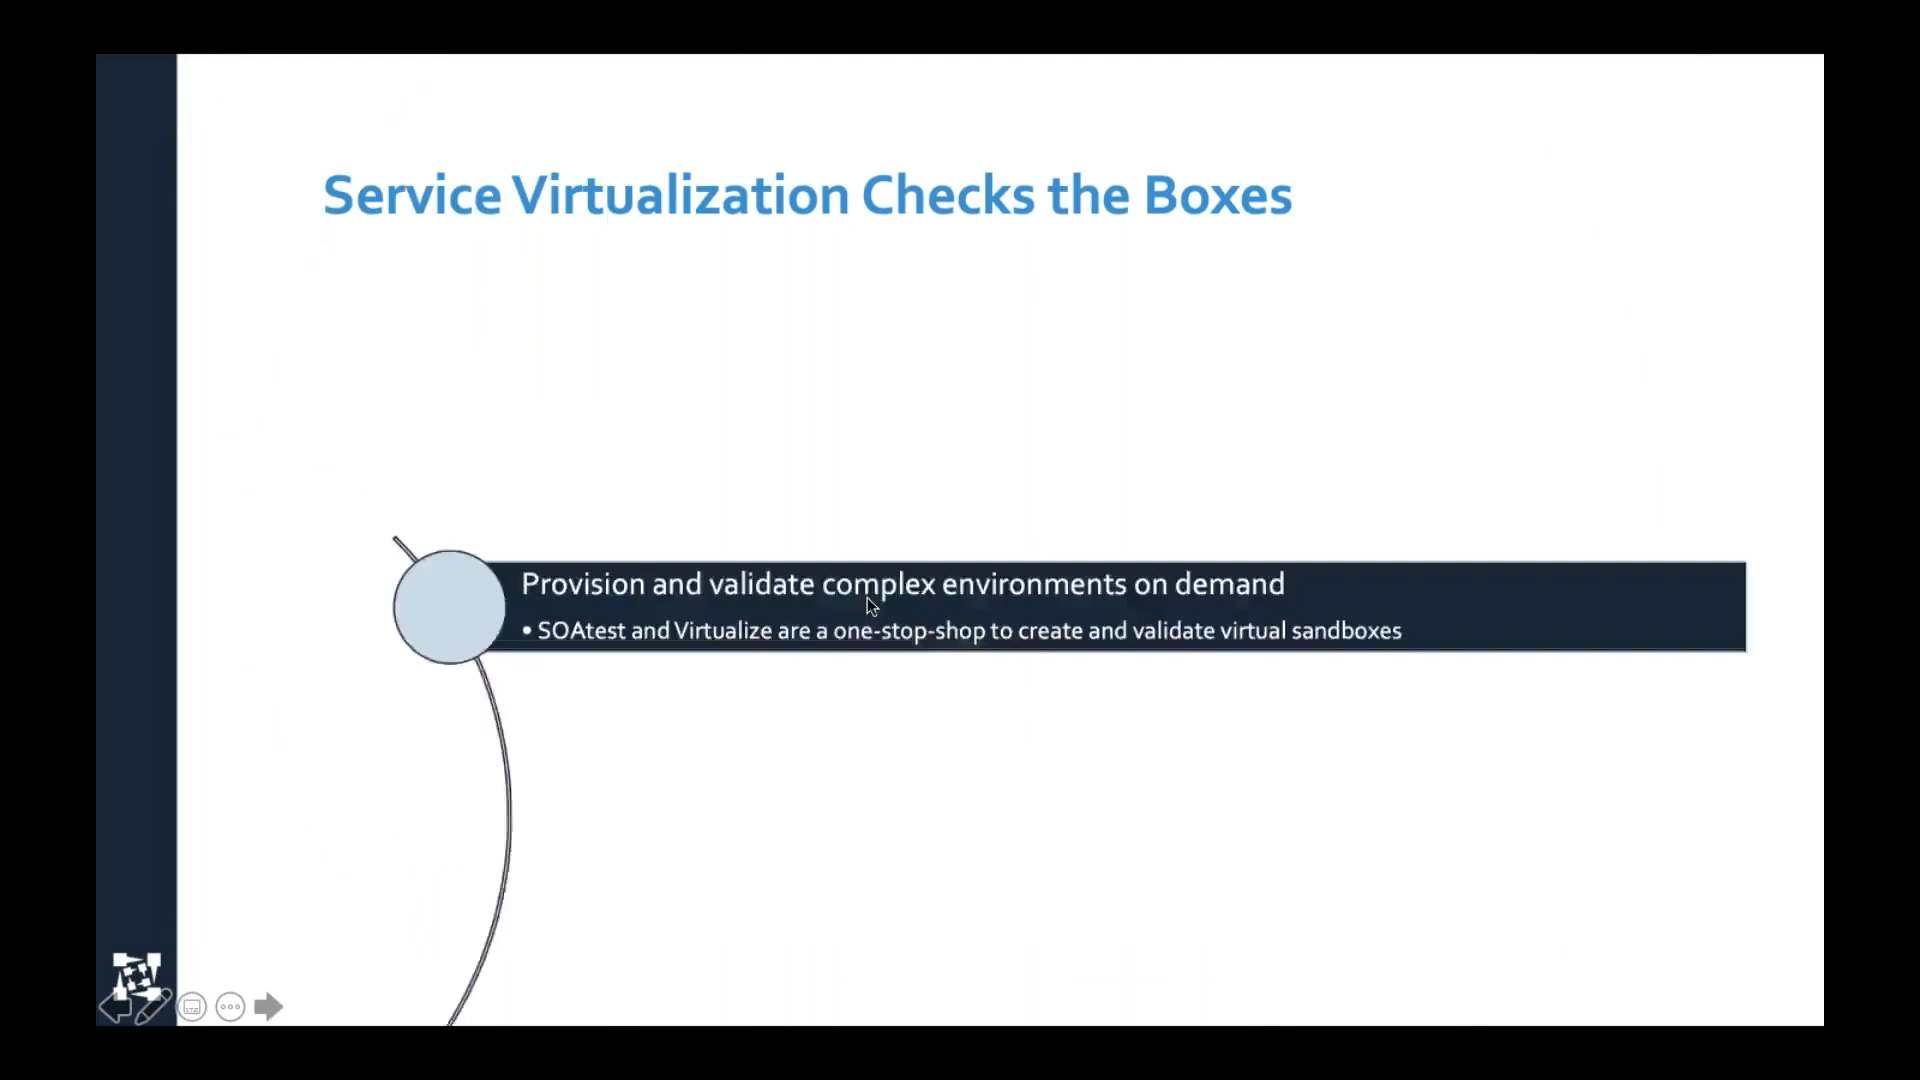 Service Virtualization Checks the Boxes
Provision and validate complex environments on demand
• SOAtest and Virtualize are a one-stop-shop to create and validate virtual sandboxes